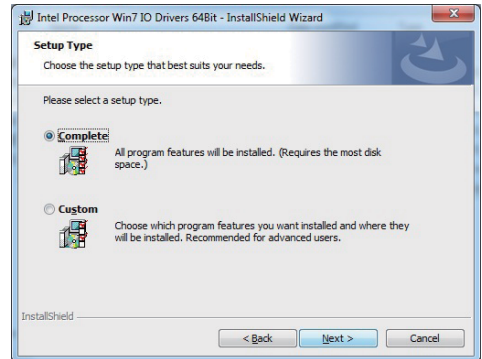 Intel Processor Win7 IO Drivers 64Bit - InstallShield Wizard
Setup Type
Choose the setup type that best suits your needs.
Please select a setup type.
Complete
All program features will be installed. (Requires the most disk
space.)
Custom
Choose which program features you want installed and where they
will be installed. Recommended for advanced users.
InstallShield
< Back Next > Cancel